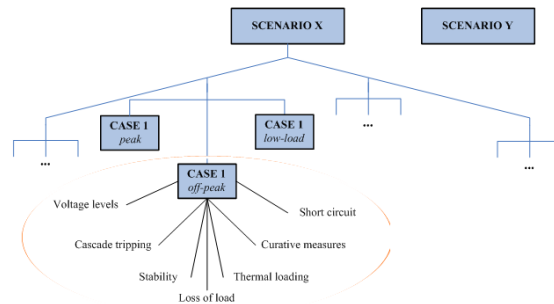 SCENARIO X
SCENARIO Y
CASE 1
peak
CASE 1
low-load
...
...
...
CASE 1
off-peak
Voltage levels
Short circuit
Cascade tripping
Curative measures
Stability
Thermal loading
Loss of load